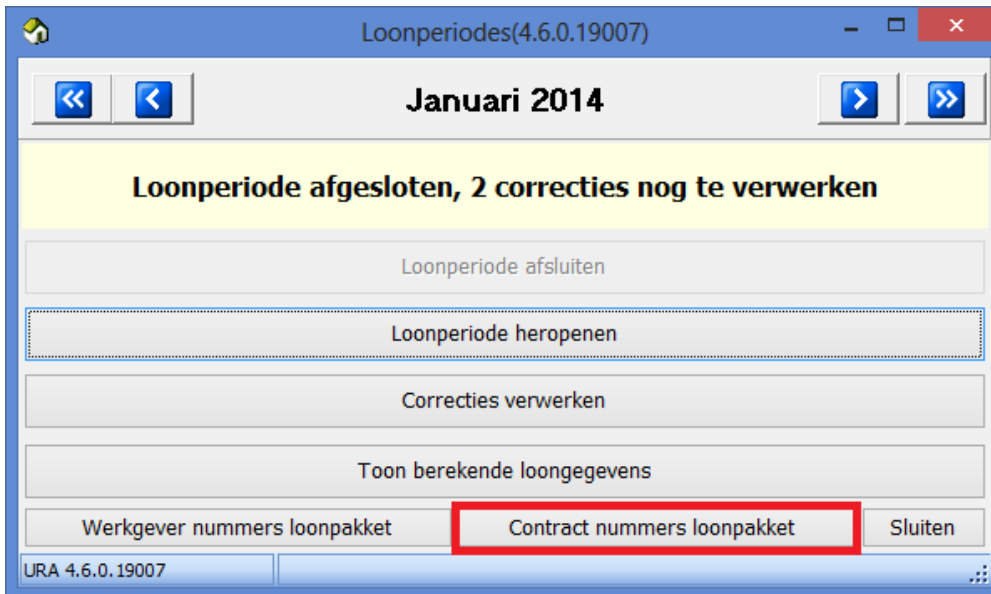 Loonperiodes(4.6.0.19007)
Januari 2014
Loonperiode afgesloten, 2 correcties nog te verwerken
Loonperiode afsluiten
Loonperiode heropenen
Correcties verwerken
Toon berekende loongegevens
Werkgever nummers loonpakket Contract nummers loonpakket Sluiten
URA 4.6.0.19007